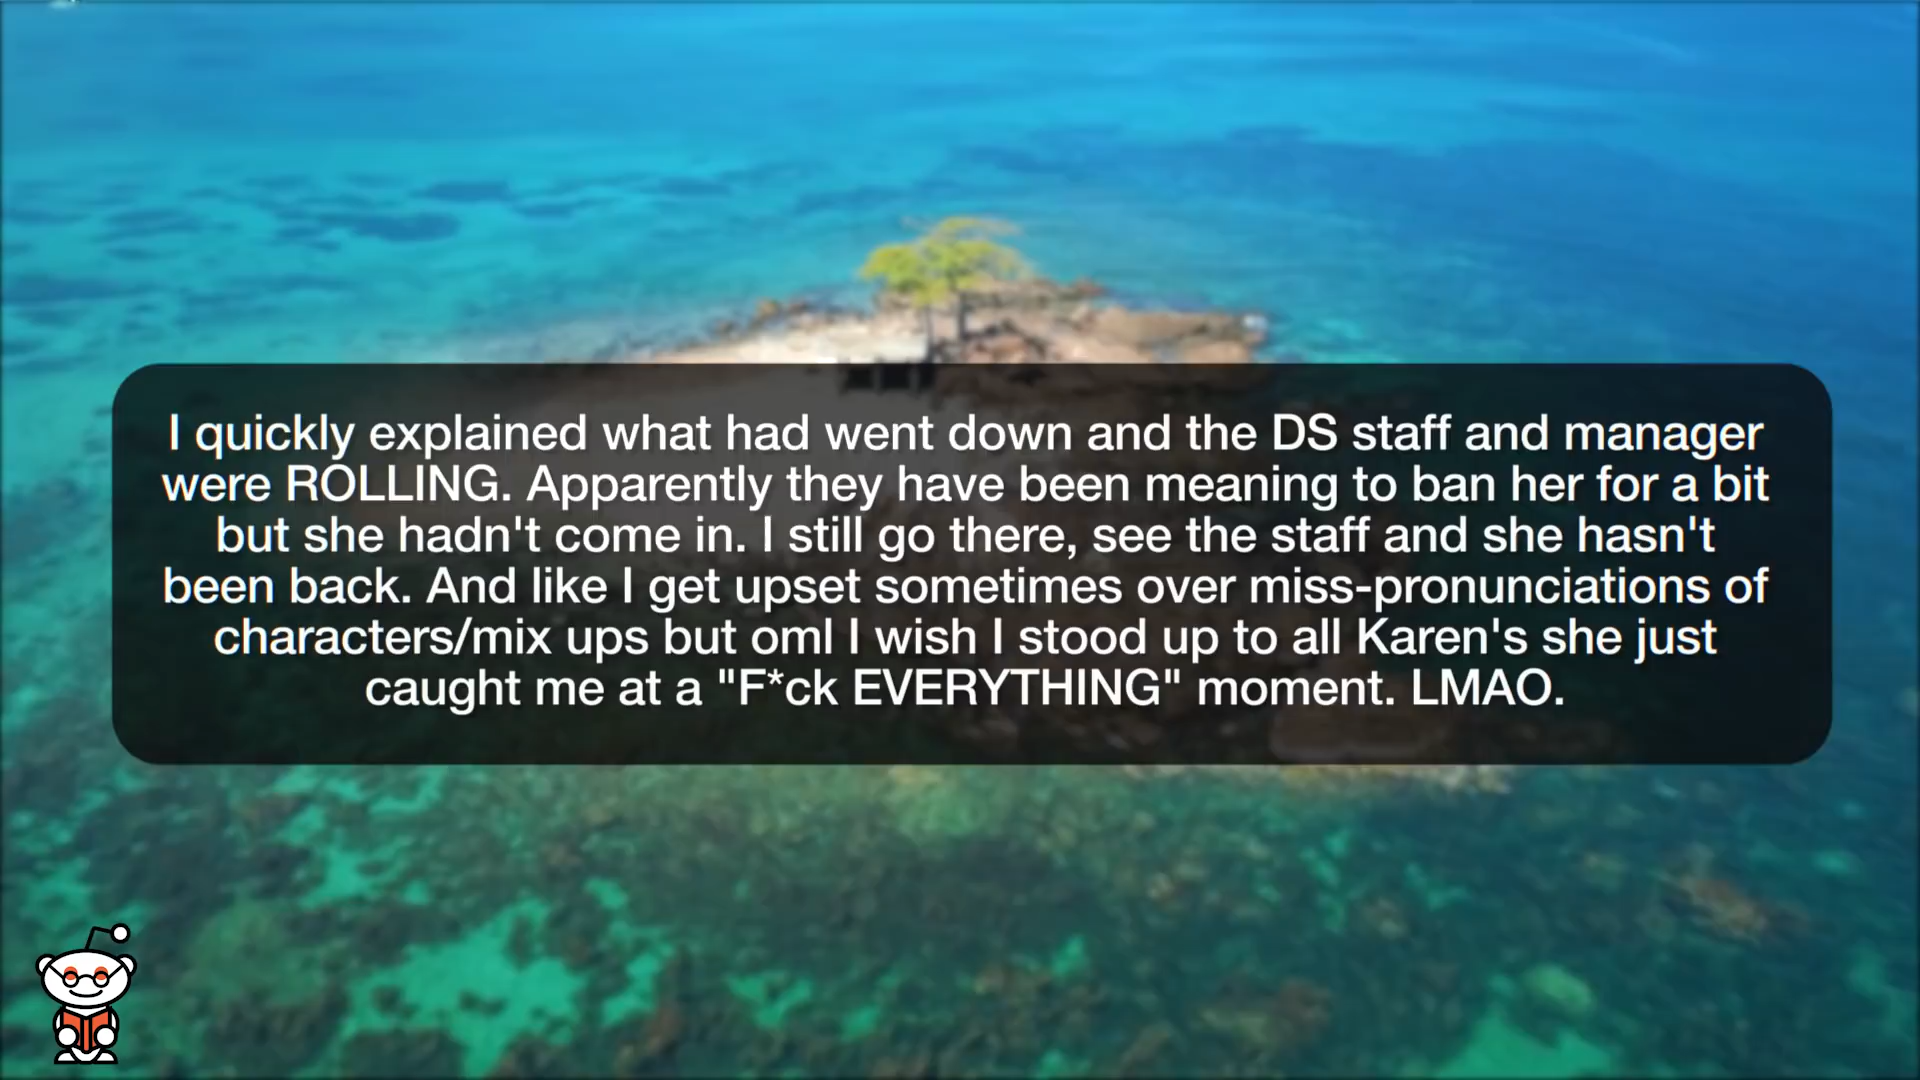 I quickly explained what had went down and the DS staff and manager
were ROLLING. Apparently they have been meaning to ban her for a bit
but she hadn't come in. I still go there, see the staff and she hasn't
been back. And like I get upset sometimes over miss-pronunciations of
characters/mix ups but oml I wish I stood up to all Karen's she just
caught me at a "F*ck EVERYTHING" moment. LMAO.